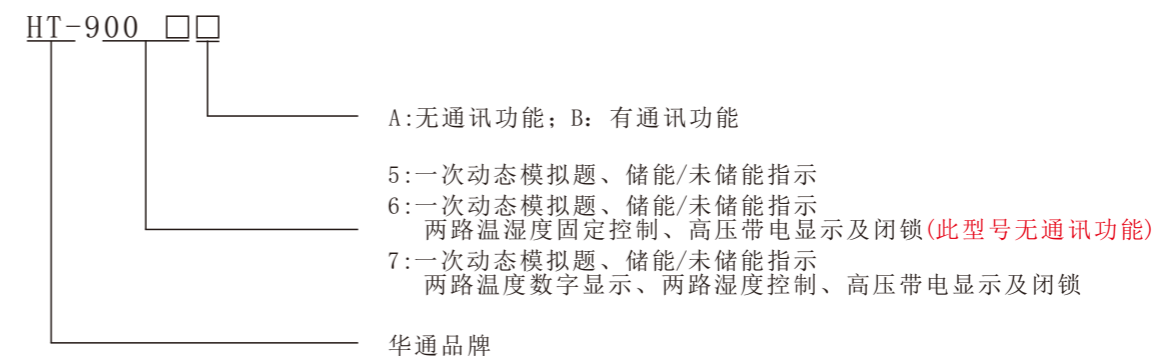 HT-900 □□
A:无通讯功能；B：有通讯功能
5:一次动态模拟题、储能/未储能指示
6:一次动态模拟题、储能/未储能指示
两路温湿度固定控制、高压带电显示及闭锁(此型号无通讯功能)
7:一次动态模拟题、储能/未储能指示
两路温度数字显示、两路湿度控制、高压带电显示及闭锁
华通品牌